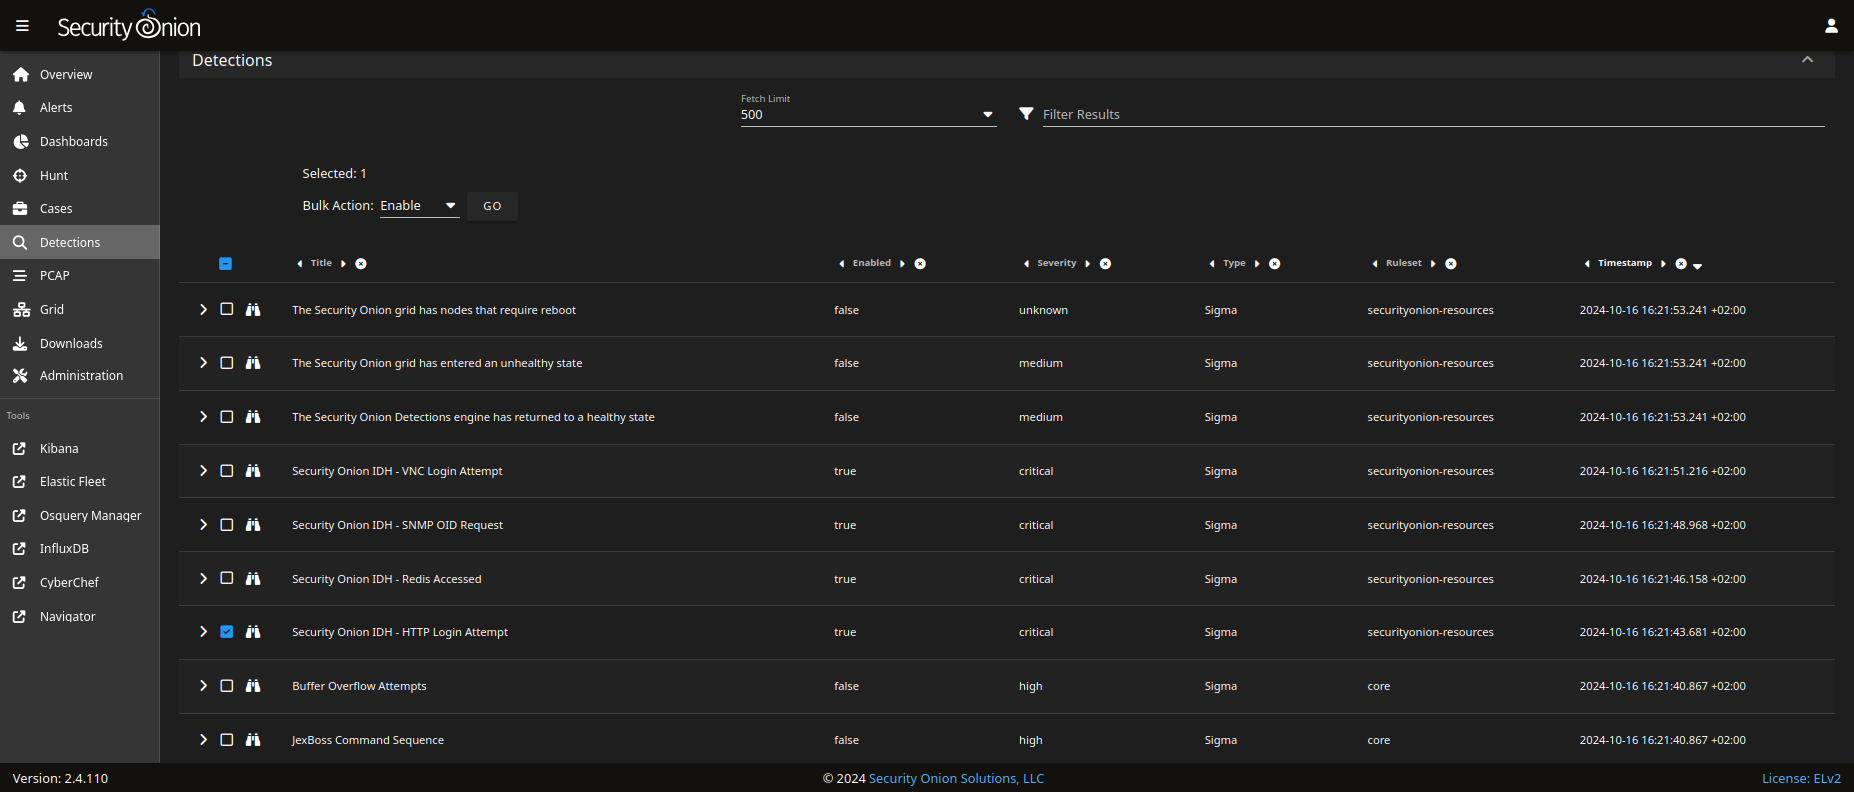 Security Onion
Detections
Overview
Alerts
Dashboards
Hunt
Cases
Detections
PCAP
Grid
Downloads
Administration
Tools
Kibana
Elastic Fleet
Osquery Manager
InfluxDB
CyberChef
Navigator
Fetch Limit
500
Filter Results
Selected: 1
Bulk Action: Enable GO
Title Enabled Severity Type Ruleset Timestamp
The Security Onion grid has nodes that require reboot false unknown Sigma securityonion-resources 2024-10-16 16:21:53.241 +02:00
The Security Onion grid has entered an unhealthy state false medium Sigma securityonion-resources 2024-10-16 16:21:53.241 +02:00
The Security Onion Detections engine has returned to a healthy state false medium Sigma securityonion-resources 2024-10-16 16:21:53.241 +02:00
Security Onion IDH - VNC Login Attempt true critical Sigma securityonion-resources 2024-10-16 16:21:51.216 +02:00
Security Onion IDH - SNMP OID Request true critical Sigma securityonion-resources 2024-10-16 16:21:48.968 +02:00
Security Onion IDH - Redis Accessed true critical Sigma securityonion-resources 2024-10-16 16:21:46.158 +02:00
Security Onion IDH - HTTP Login Attempt true critical Sigma securityonion-resources 2024-10-16 16:21:43.681 +02:00
Buffer Overflow Attempts false high Sigma core 2024-10-16 16:21:40.867 +02:00
JexBoss Command Sequence false high Sigma core 2024-10-16 16:21:40.867 +02:00
Version: 2.4.110 © 2024 Security Onion Solutions, LLC License: ELv2